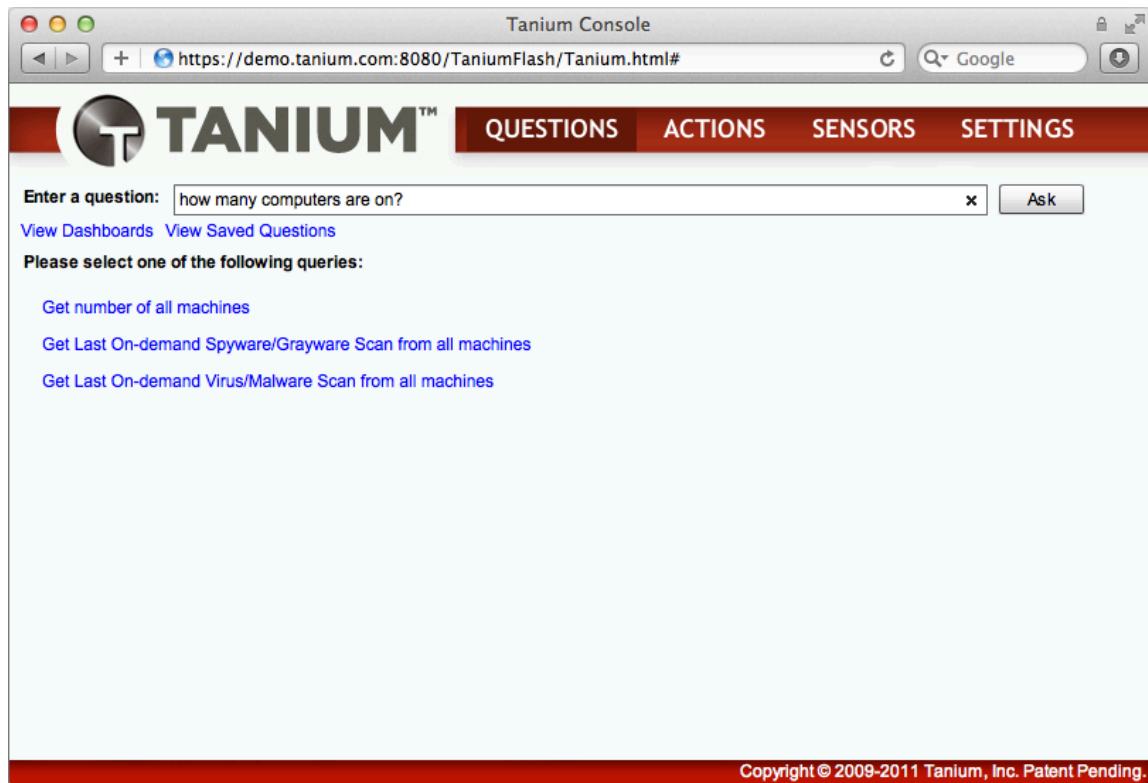 Tanium Console
https://demo.tanium.com:8080/TaniumFlash/Tanium.html#
Google
TANIUM™
QUESTIONS ACTIONS SENSORS SETTINGS
Enter a question: how many computers are on? × Ask
View Dashboards View Saved Questions
Please select one of the following queries:
Get number of all machines
Get Last On-demand Spyware/Grayware Scan from all machines
Get Last On-demand Virus/Malware Scan from all machines
Copyright © 2009-2011 Tanium, Inc. Patent Pending.